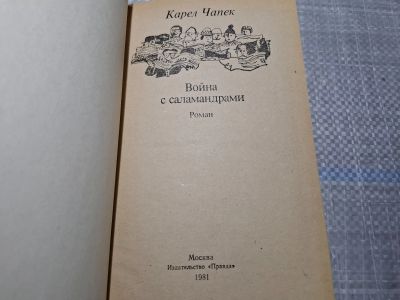 Карел Чапек
Война
с саламандрами
Роман
Москва
Издательство «Правда»
1981